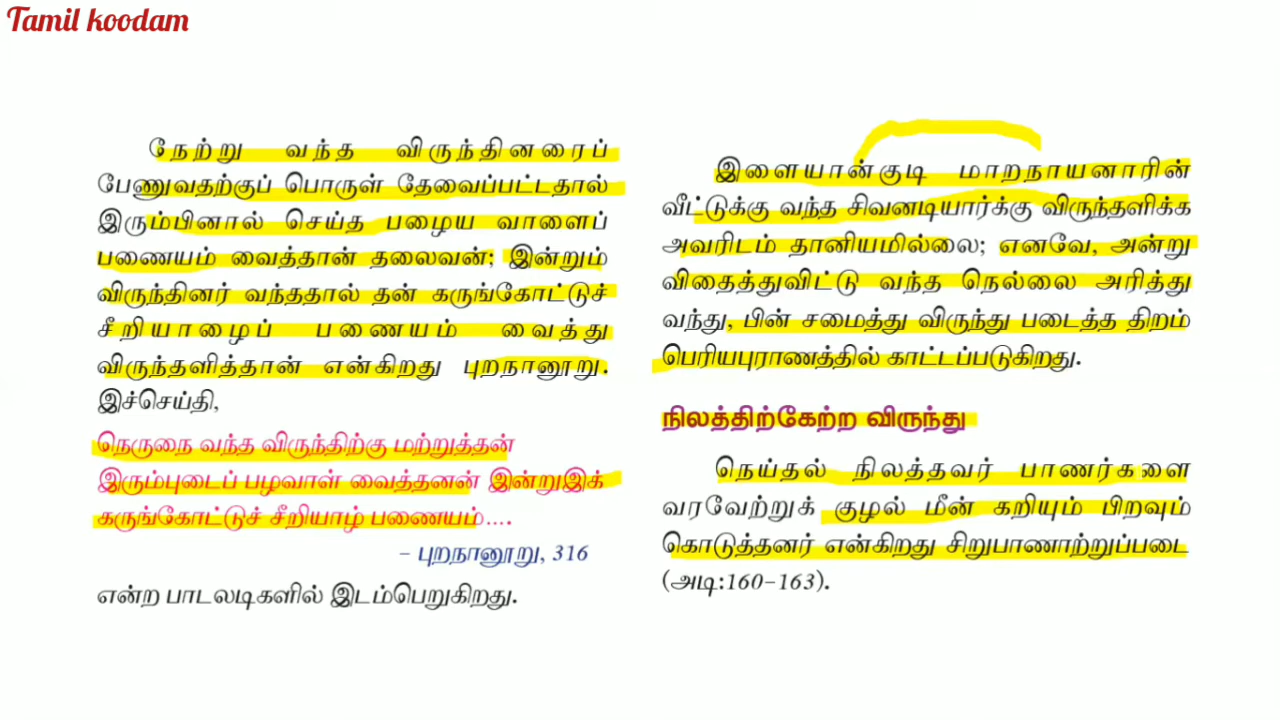 Tamil koodam
நேற்று வந்த விருந்தினரைப்
பேணுவதற்குப் பொருள் தேவைப்பட்டதால்
இரும்பினால் செய்த பழைய வாளைப்
பணையம் வைத்தான் தலைவன்; இன்றும்
விருந்தினர் வந்ததால் தன் கருங்கோட்டுச்
சீறியாழைப் பணையம் வைத்து
விருந்தளித்தான் என்கிறது புறநானூறு.
இச்செய்தி,
நெருநை வந்த விருந்திற்கு மற்றுத்தன்
இரும்புடைப் பழவாள் வைத்தனன் இன்றுஇக்
கருங்கோட்டுச் சீறியாழ் பணையம்....
– புறநானூறு, 316
என்ற பாடலடிகளில் இடம்பெறுகிறது.
இளையான்குடி மாறநாயனாரின்
வீட்டுக்கு வந்த சிவனடியார்க்கு விருந்தளிக்க
அவரிடம் தானியமில்லை; எனவே, அன்று
விதைத்துவிட்டு வந்த நெல்லை அரித்து
வந்து, பின் சமைத்து விருந்து படைத்த திறம்
பெரியபுராணத்தில் காட்டப்படுகிறது.
நிலத்திற்கேற்ற விருந்து
நெய்தல் நிலத்தவர் பாணர்களை
வரவேற்றுக் குழல் மீன் கறியும் பிறவும்
கொடுத்தனர் என்கிறது சிறுபாணாற்றுப்படை
(அடி:160–163).